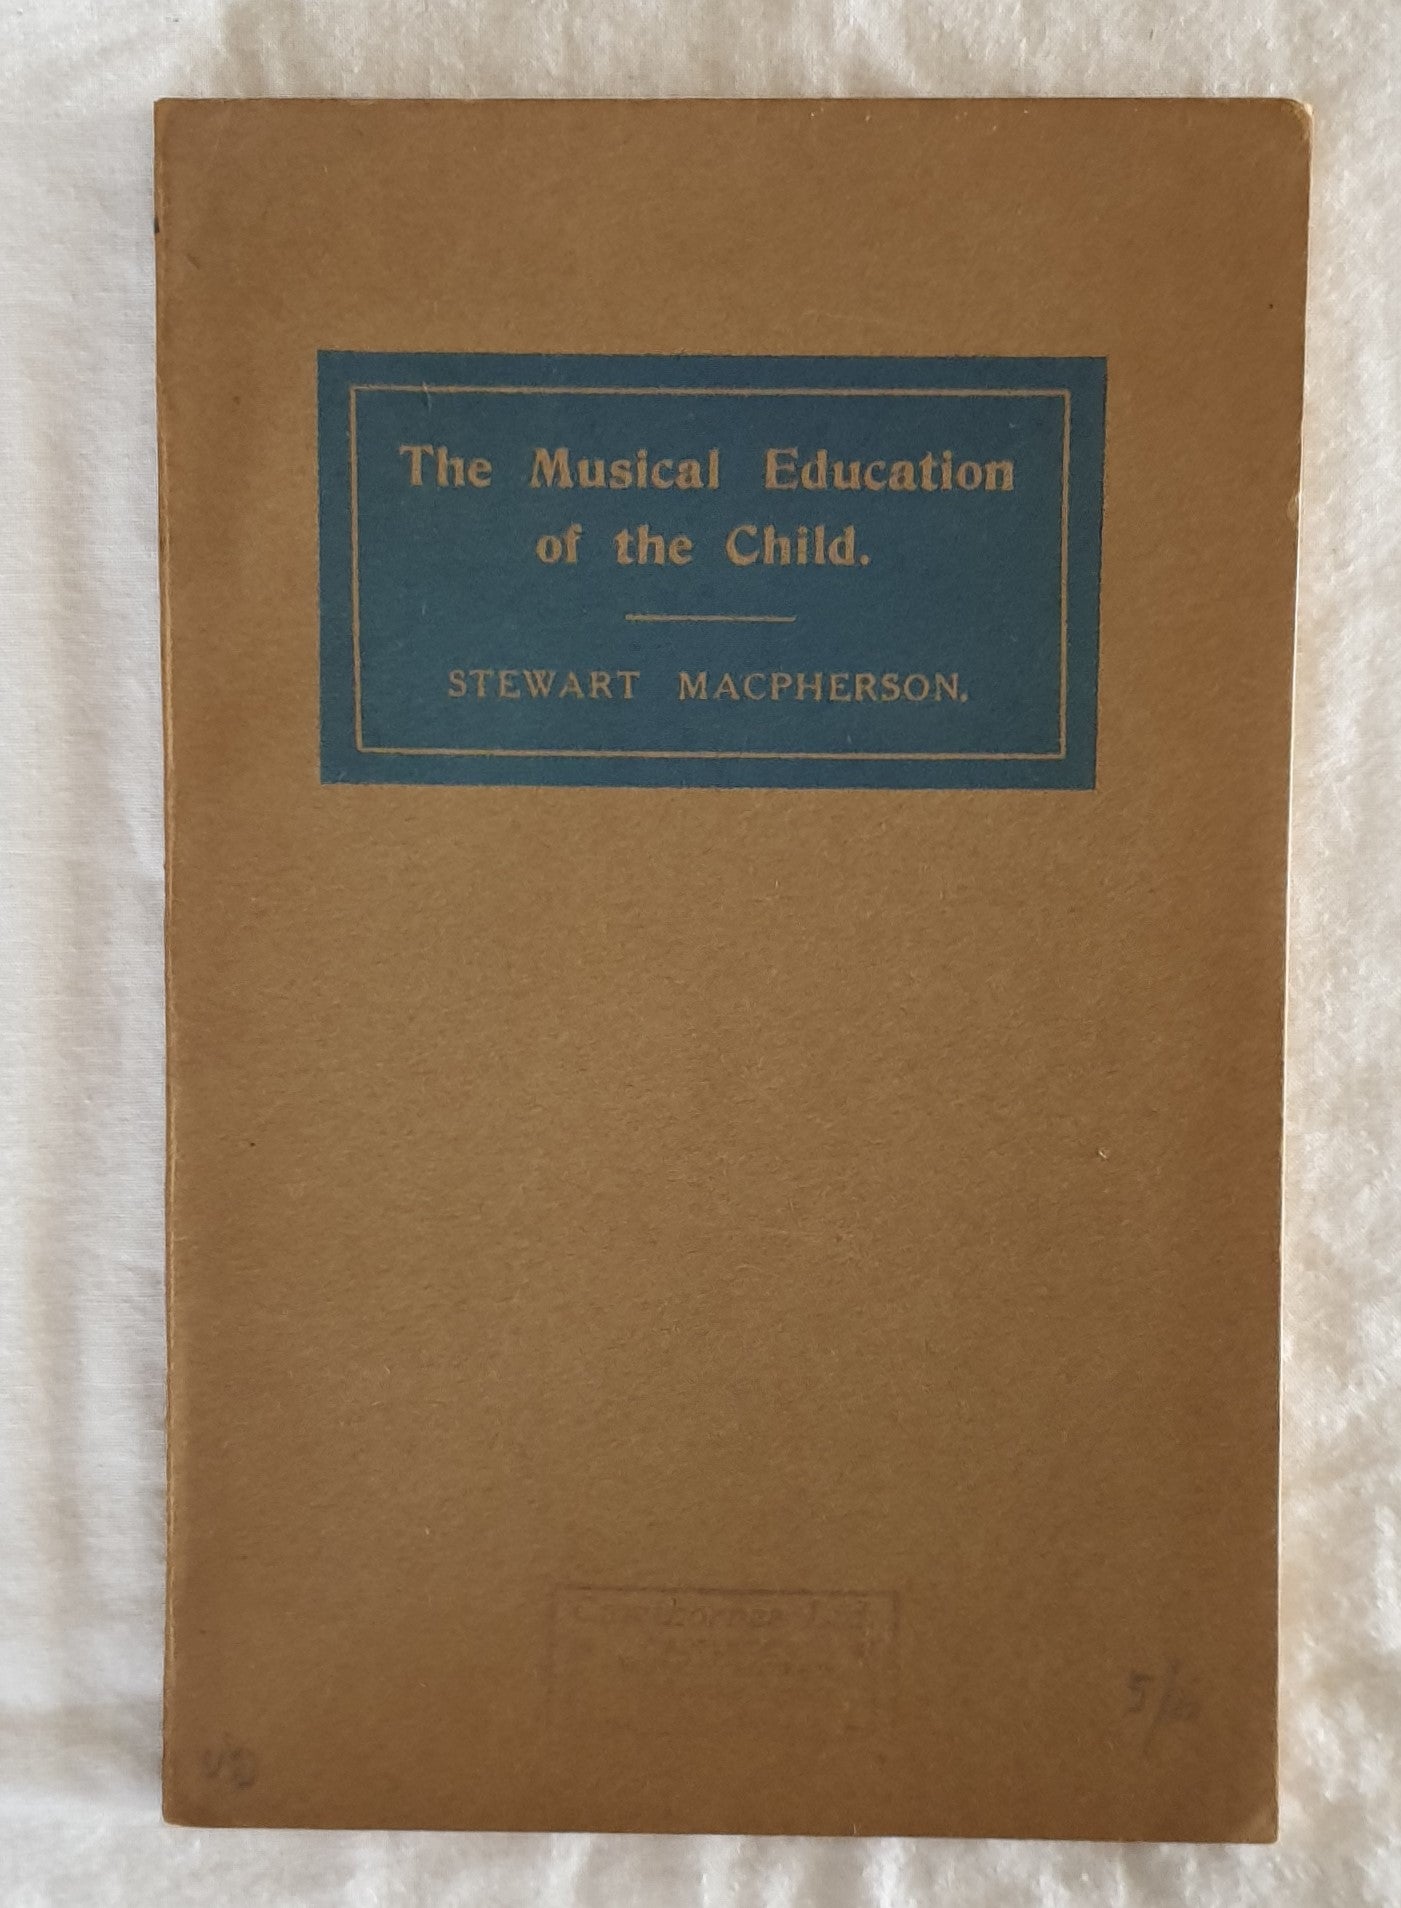 The Musical Education
of the Child.
STEWART MACPHERSON.